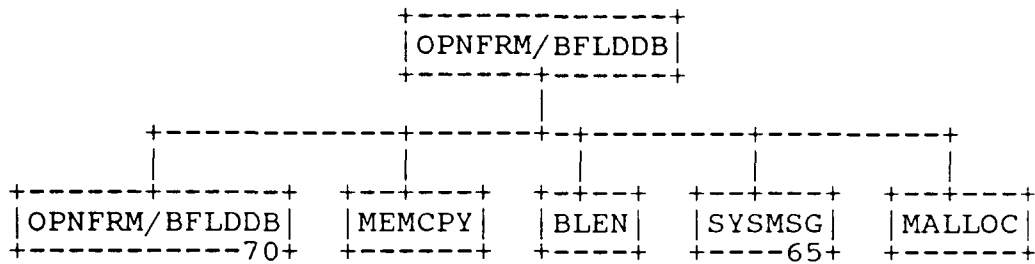 OPNFRM/BFLDDB
OPNFRM/BFLDDB MEMCPY BLEN SYSMSG MALLOC
70 65